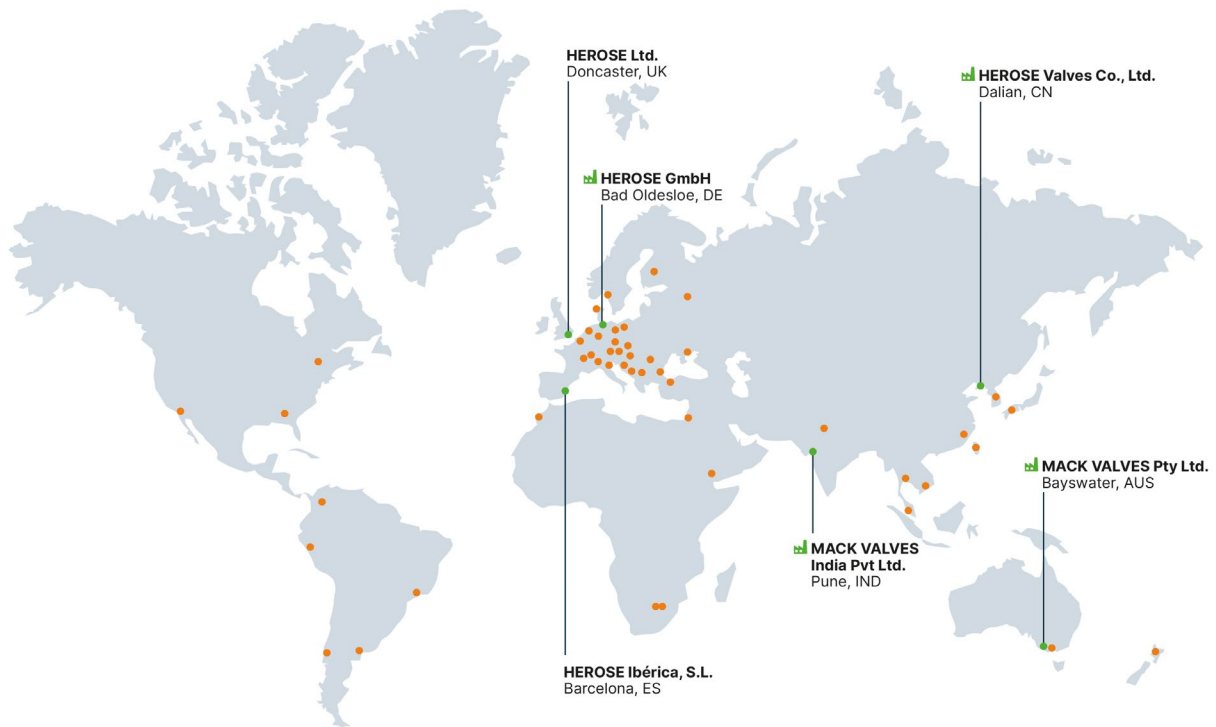 HEROSE Ltd.
Doncaster, UK
HEROSE Valves Co., Ltd.
Dalian, CN
HEROSE GmbH
Bad Oldesloe, DE
MACK VALVES Pty Ltd.
Bayswater, AUS
MACK VALVES
India Pvt Ltd.
Pune, IND
HEROSE Ibérica, S.L.
Barcelona, ES